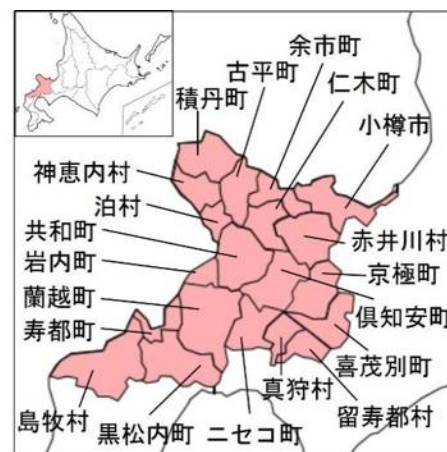 余市町
古平町
仁木町
積丹町
小樽市
神恵内村
泊村
共和町
赤井川村
岩内町
京極町
蘭越町
倶知安町
寿都町
喜茂別町
真狩村
島牧村
留寿都村
黒松内町
ニセコ町